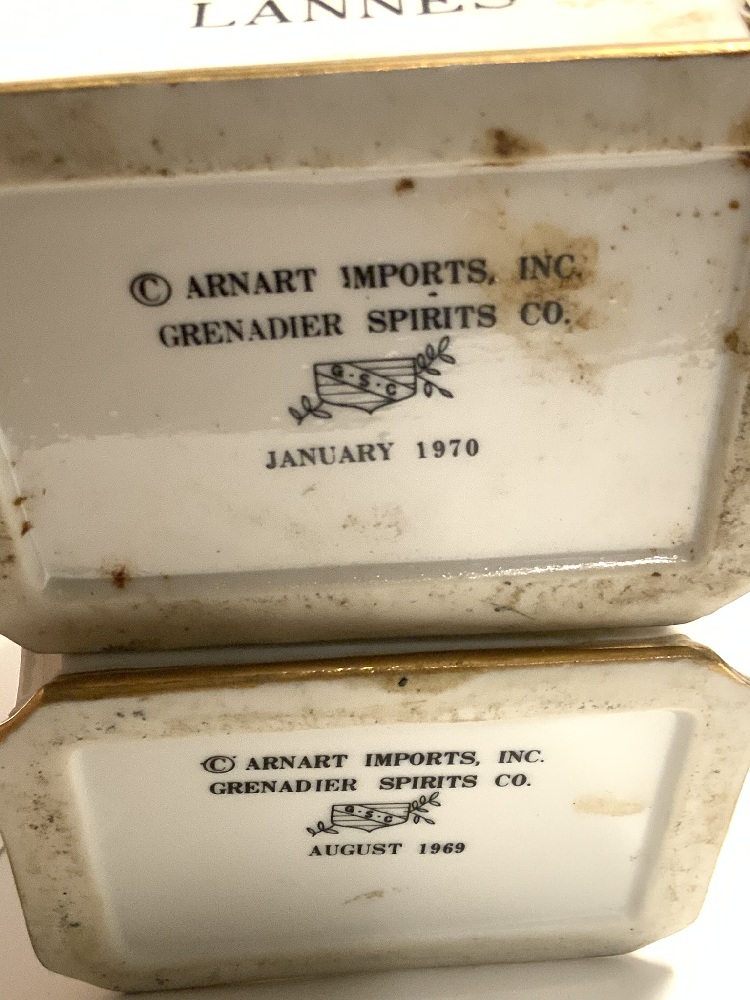 LANNES
© ARNART IMPORTS, INC.
GRENADIER SPIRITS CO.
G·S·C
JANUARY 1970
© ARNART IMPORTS, INC.
GRENADIER SPIRITS CO.
G·S·C
AUGUST 1969